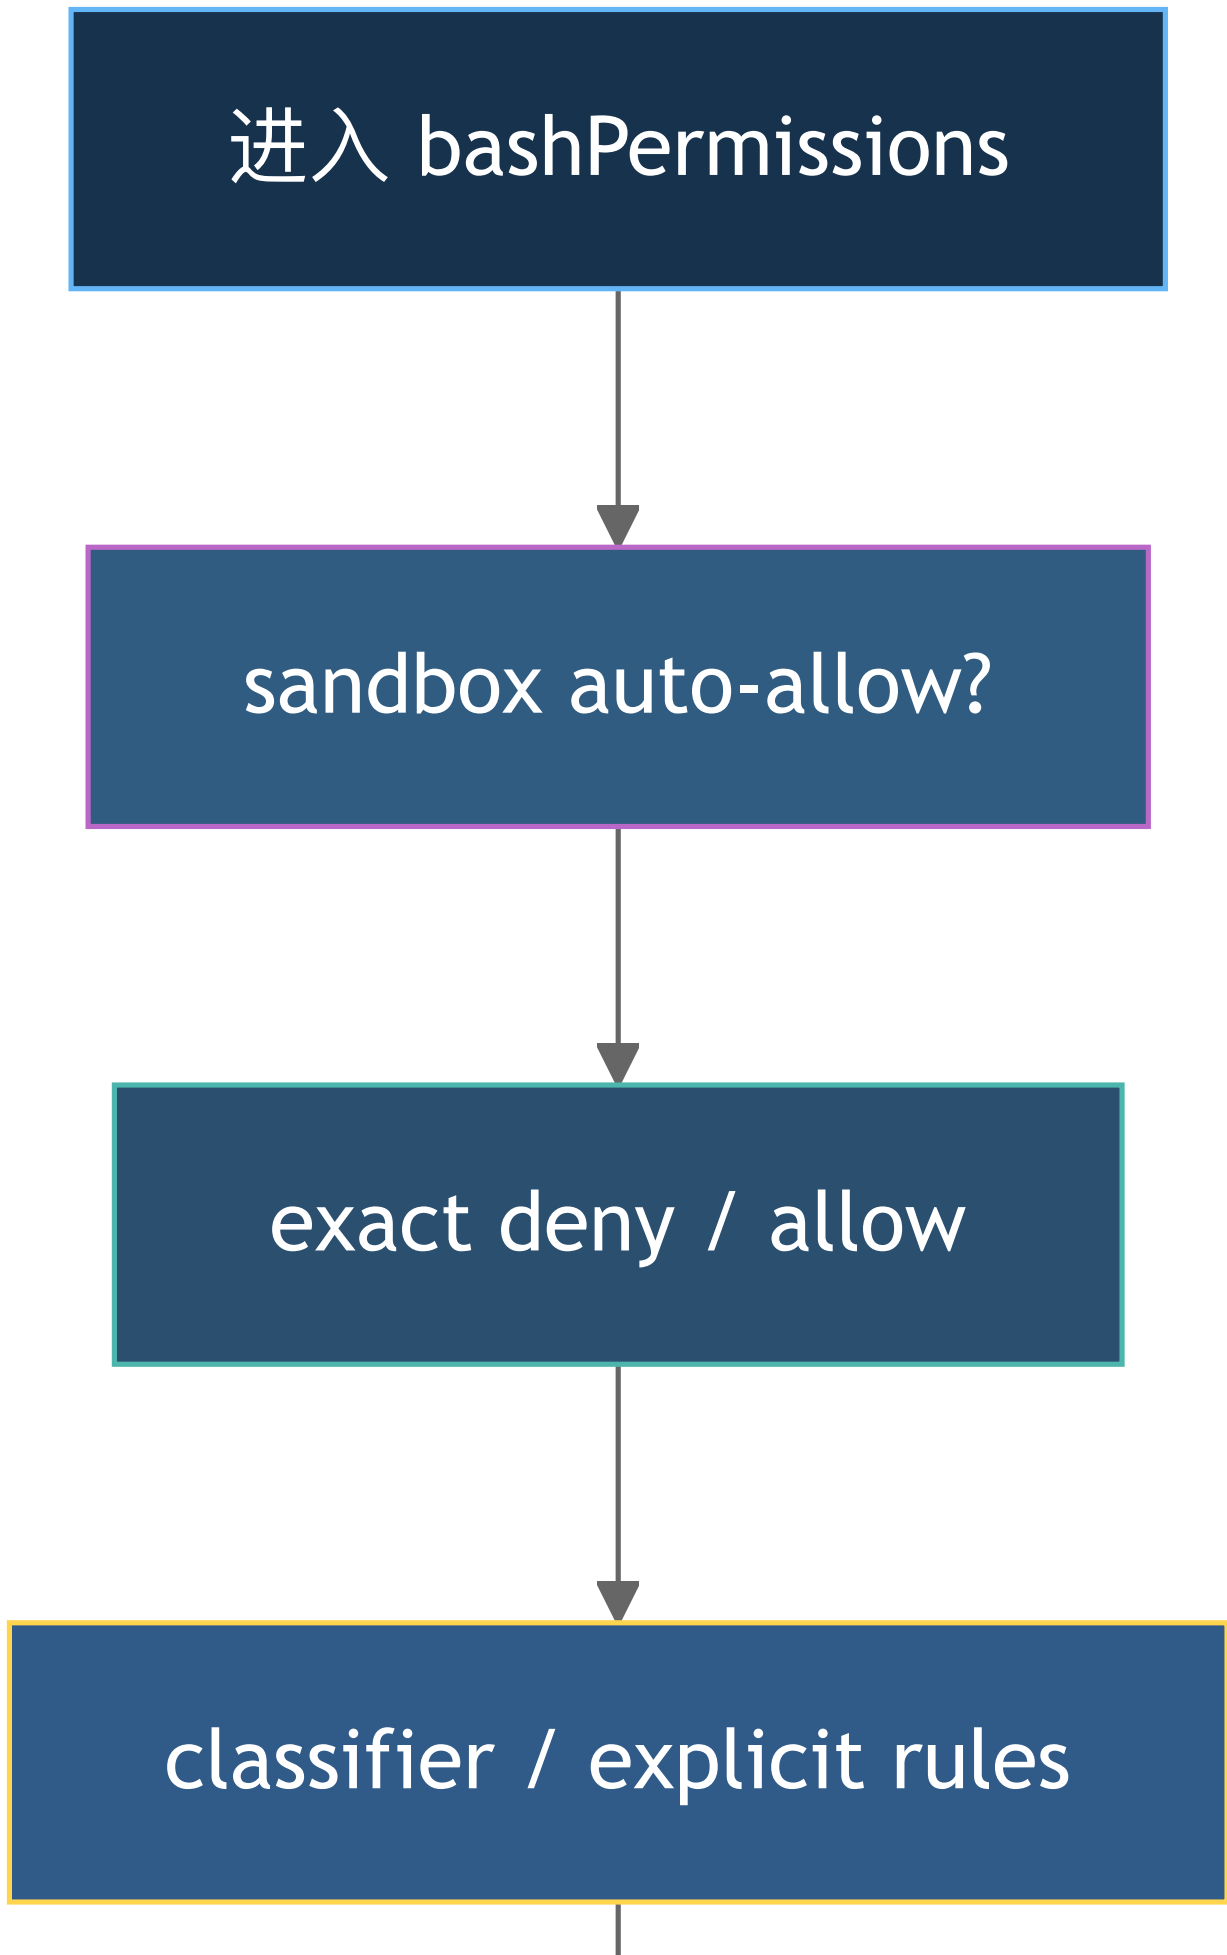 进入 bashPermissions
sandbox auto-allow?
exact deny / allow
classifier / explicit rules